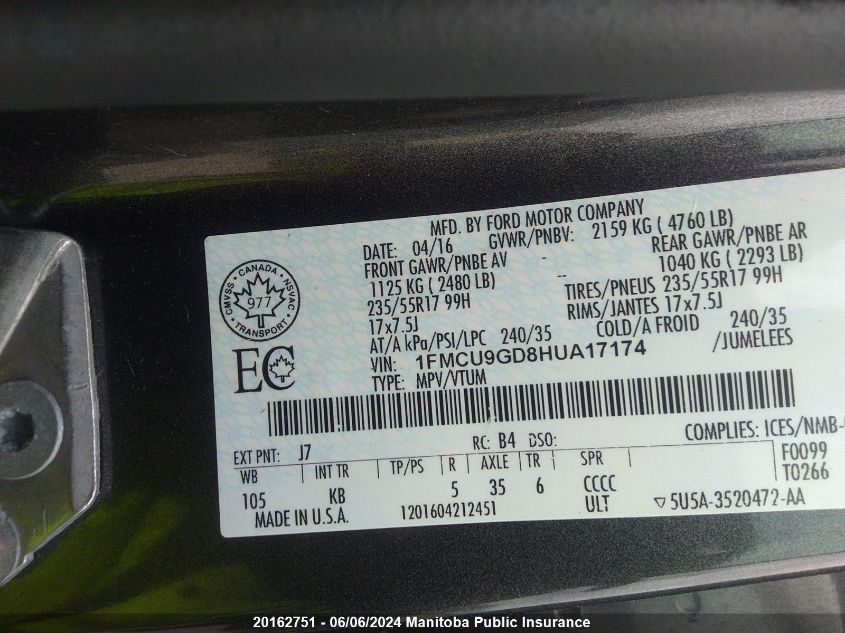 MFD. BY FORD MOTOR COMPANY
DATE: 04/16 GVWR/PNBV: 2159 KG ( 4760 LB)
FRONT GAWR/PNBE AV REAR GAWR/PNBE AR
1125 KG ( 2480 LB) 1040 KG ( 2293 LB)
235/55R17 99H TIRES/PNEUS 235/55R17 99H
17x7.5J RIMS/JANTES 17x7.5J
AT/A kPa/PSI/LPC 240/35 COLD/A FROID 240/35
VIN: 1FMCU9GD8HUA17174 /JUMELEES
TYPE: MPV/VTUM
CMVSS • CANADA • NSVAC • TRANSPORT •
977
EC
EXT PNT: J7 RC: B4 DSO: COMPLIES: ICES/NMB-
WB INT TR TP/PS R AXLE TR SPR F0099
105 KB 5 35 6 CCCC T0266
MADE IN U.S.A. 1201604212451 ULT ▽5U5A-3520472-AA
20162751 - 06/06/2024 Manitoba Public Insurance